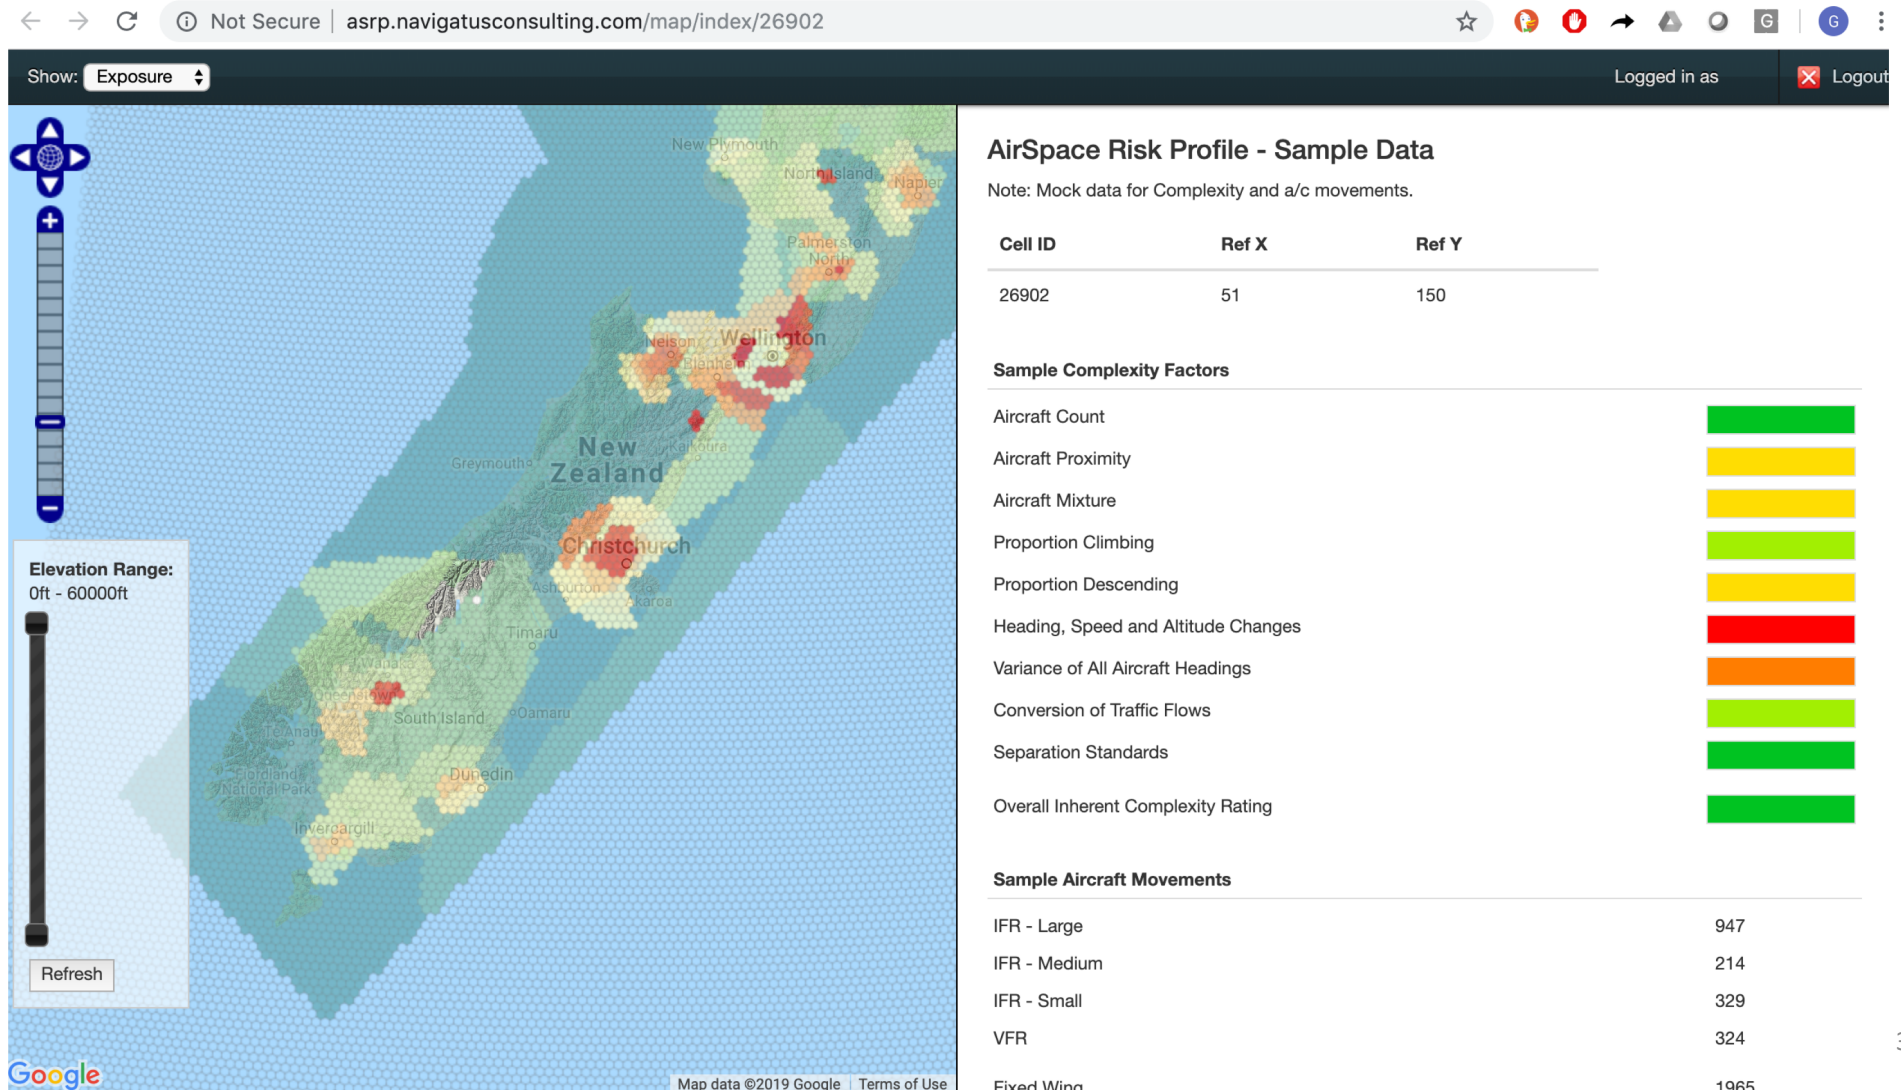 Not Secure | asrp.navigatusconsulting.com/map/index/26902
G
G
Show: Exposure
Logged in as
Logout
New Plymouth
North Island
Napier
Palmerston
North
Nelson
Wellington
Blenheim
Kaikoura
Greymouth
New
Zealand
Christchurch
Ashburton
Akaroa
Timaru
Wanaka
Queenstown
South Island
Oamaru
Te Anau
Fiordland
National Park
Dunedin
Invercargill
Elevation Range:
0ft - 60000ft
Refresh
Google
Map data ©2019 Google
Terms of Use
AirSpace Risk Profile - Sample Data
Note: Mock data for Complexity and a/c movements.
Cell ID Ref X Ref Y
26902 51 150
Sample Complexity Factors
Aircraft Count
Aircraft Proximity
Aircraft Mixture
Proportion Climbing
Proportion Descending
Heading, Speed and Altitude Changes
Variance of All Aircraft Headings
Conversion of Traffic Flows
Separation Standards
Overall Inherent Complexity Rating
Sample Aircraft Movements
IFR - Large 947
IFR - Medium 214
IFR - Small 329
VFR 324
Fixed Wing 1965